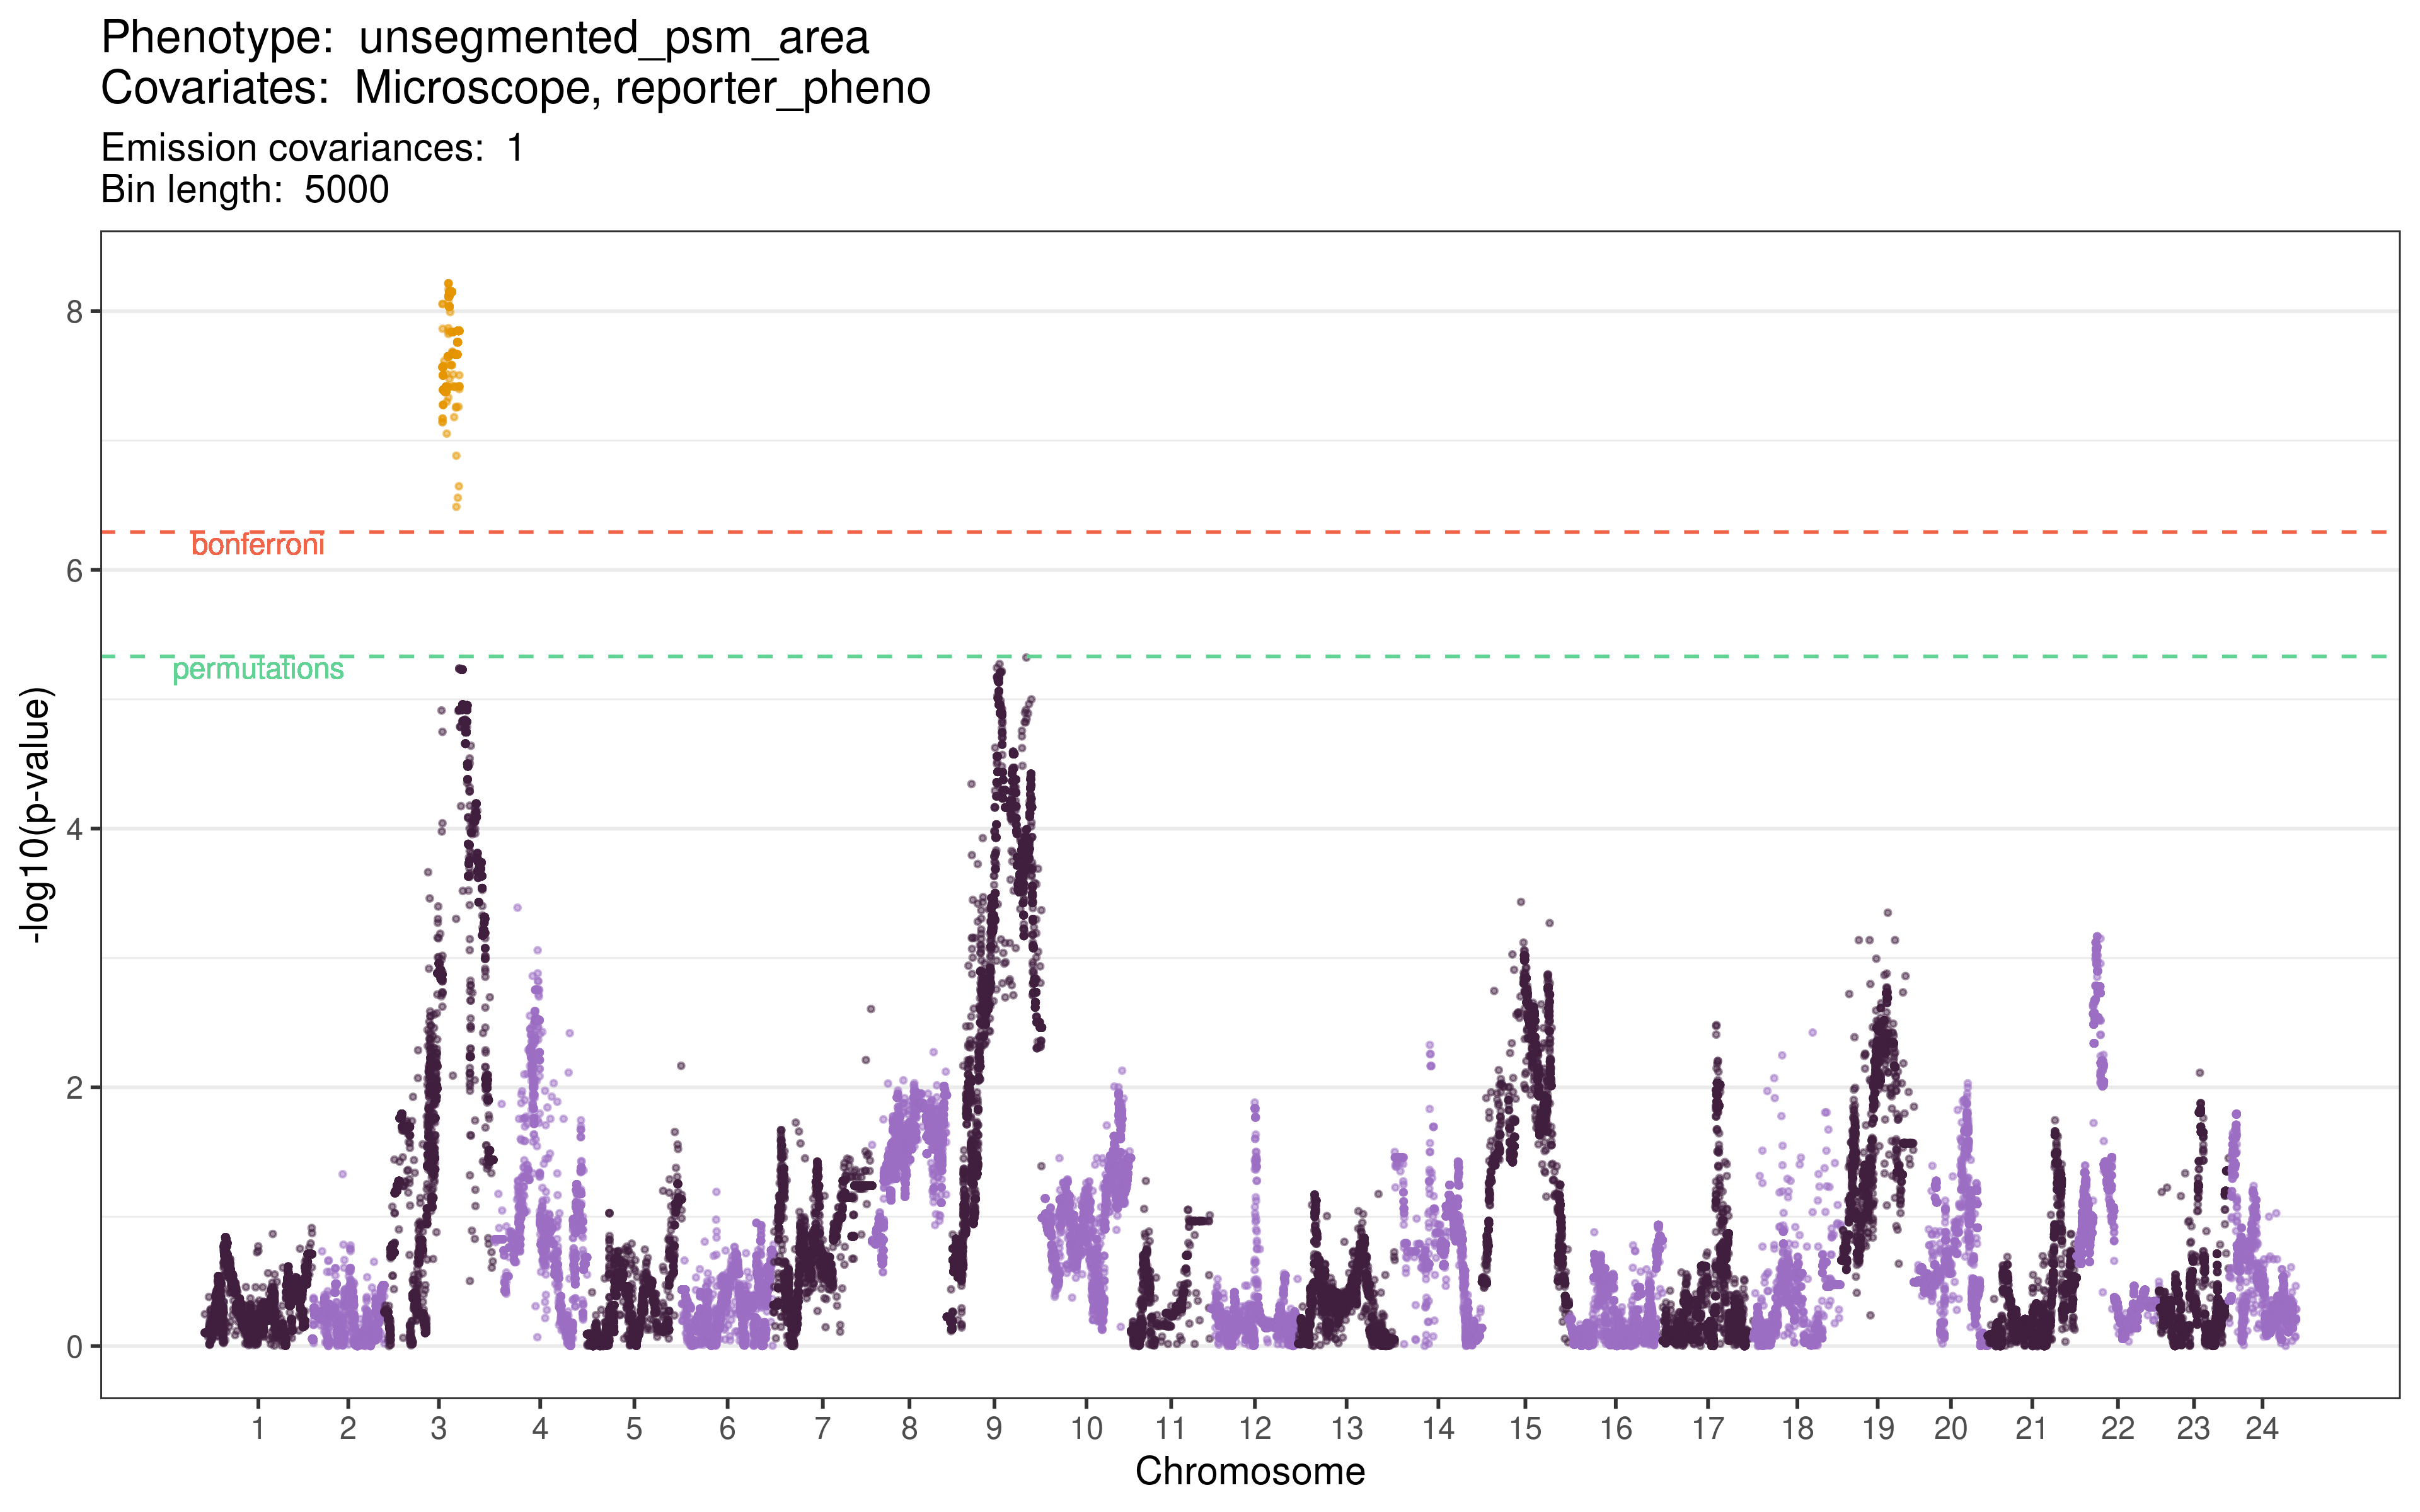 Phenotype: unsegmented_psm_area
Covariates: Microscope, reporter_pheno
Emission covariances: 1
Bin length: 5000
8
bonferroni
6
permutations
4
2
0
-log10(p-value)
1 2 3 4 5 6 7 8 9 10 11 12 13 14 15 16 17 18 19 20 21 22 23 24
Chromosome